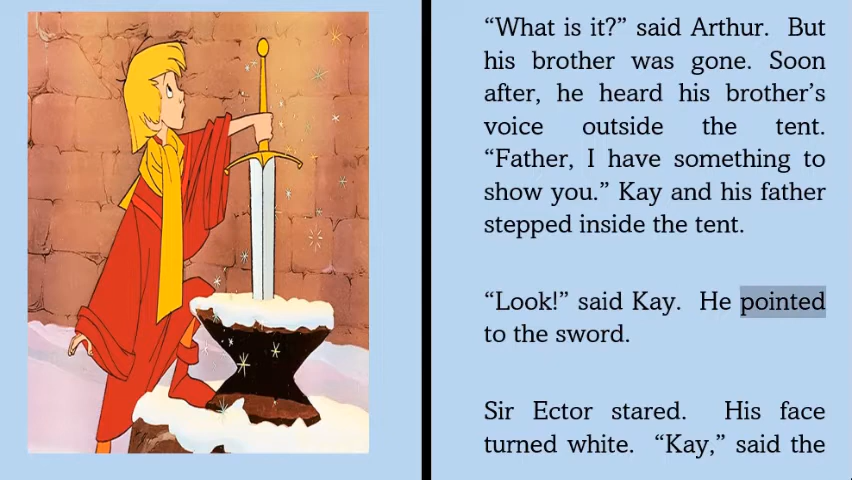 “What is it?” said Arthur. But
his brother was gone. Soon
after, he heard his brother’s
voice outside the tent.
“Father, I have something to
show you.” Kay and his father
stepped inside the tent.
“Look!” said Kay. He pointed
to the sword.
Sir Ector stared. His face
turned white. “Kay,” said the